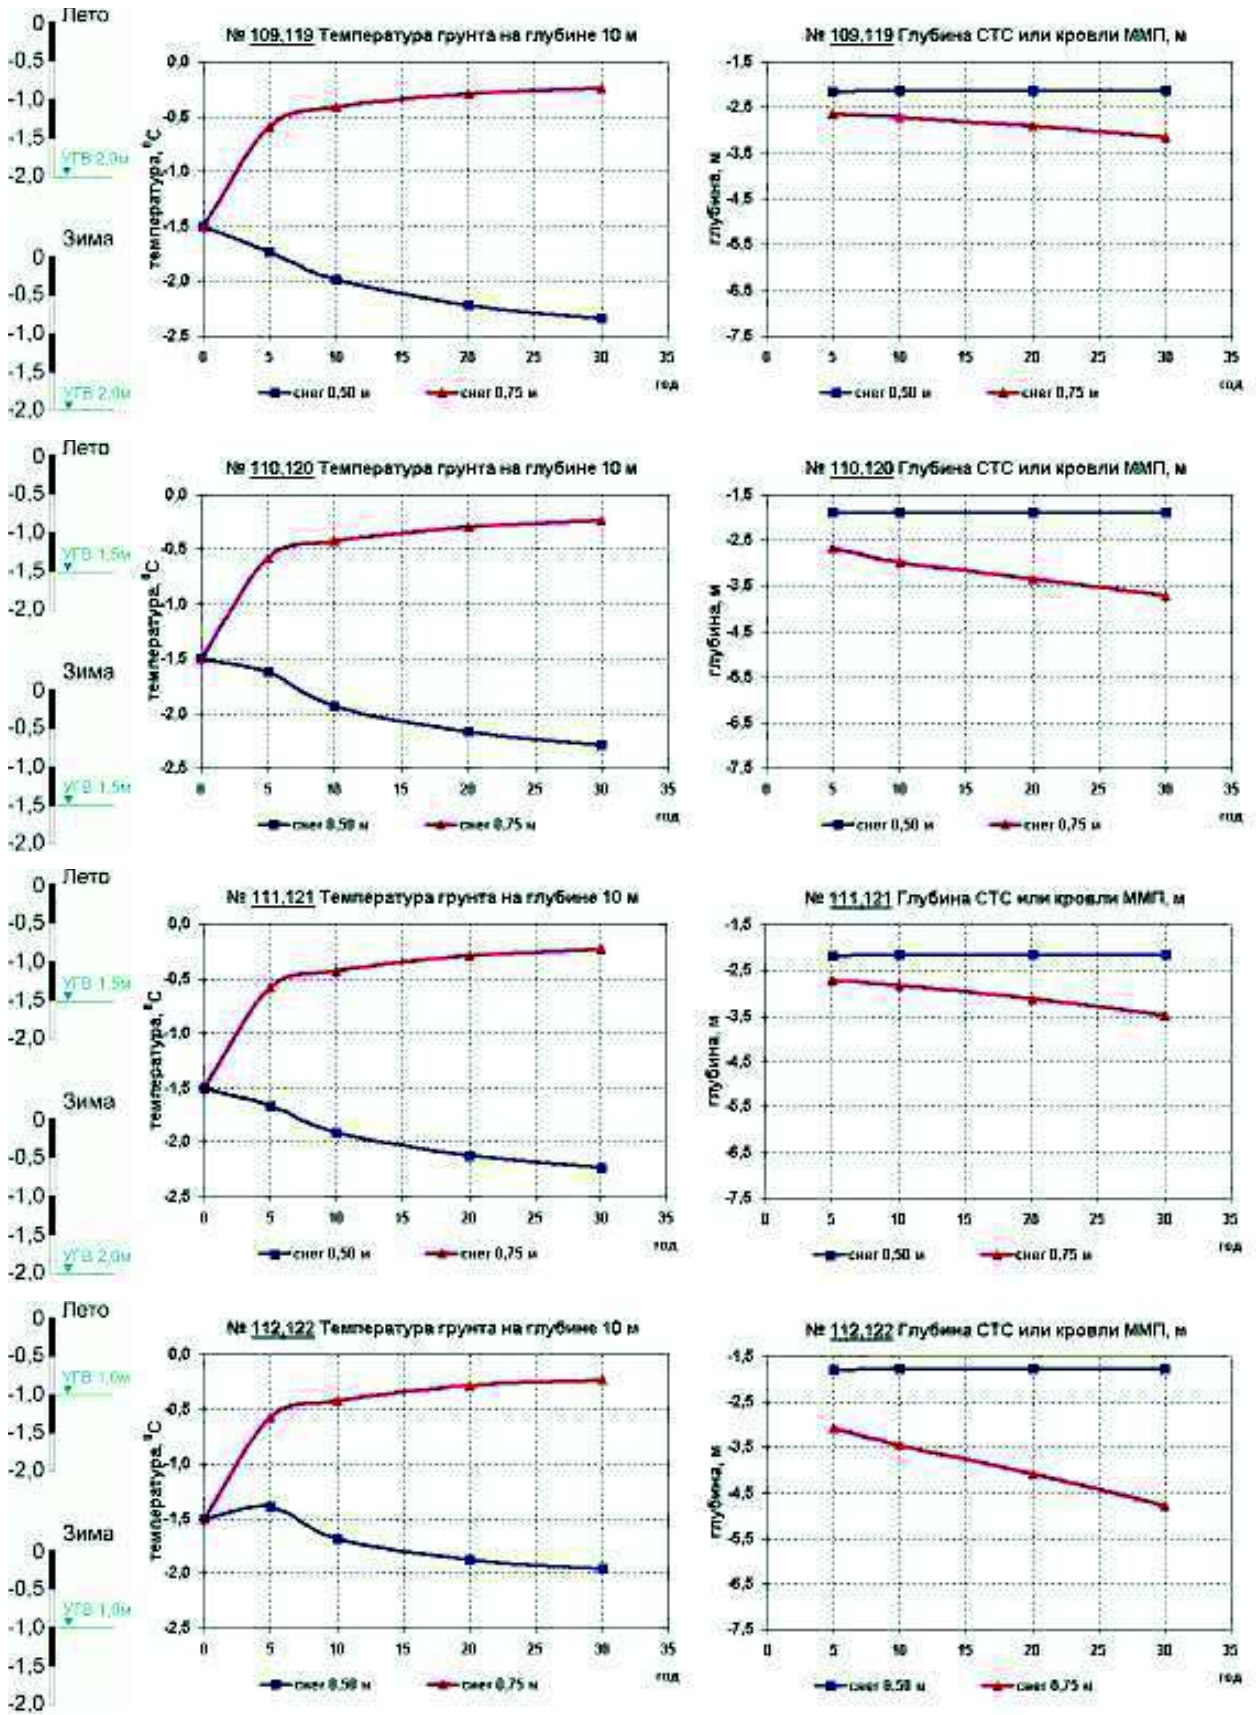 Лето
0
-0,5
-1,0
-1,5
УГВ 2,0м
-2,0
Зима
0
-0,5
-1,0
-1,5
УГВ 2,0м
-2,0
№ 109,119 Температура грунта на глубине 10 м
температура, °С
0,0
-0,5
-1,0
-1,5
-2,0
-2,5
0 5 10 15 20 25 30 35
год
снег 0,50 м снег 0,75 м
№ 109,119 Глубина СТС или кровли ММП, м
глубина, м
-1,5
-2,5
-3,5
-4,5
-5,5
-6,5
-7,5
0 5 10 15 20 25 30 35
год
снег 0,50 м снег 0,75 м
Лето
0
-0,5
-1,0
УГВ 1,5м
-1,5
-2,0
Зима
0
-0,5
-1,0
УГВ 1,5м
-1,5
-2,0
№ 110,120 Температура грунта на глубине 10 м
температура, °С
0,0
-0,5
-1,0
-1,5
-2,0
-2,5
0 5 10 15 20 25 30 35
год
снег 0,50 м снег 0,75 м
№ 110,120 Глубина СТС или кровли ММП, м
глубина, м
-1,5
-2,5
-3,5
-4,5
-5,5
-6,5
-7,5
0 5 10 15 20 25 30 35
год
снег 0,50 м снег 0,75 м
Лето
0
-0,5
-1,0
УГВ 1,5м
-1,5
-2,0
Зима
0
-0,5
-1,0
-1,5
УГВ 2,0м
-2,0
№ 111,121 Температура грунта на глубине 10 м
температура, °С
0,0
-0,5
-1,0
-1,5
-2,0
-2,5
0 5 10 15 20 25 30 35
год
снег 0,50 м снег 0,75 м
№ 111,121 Глубина СТС или кровли ММП, м
глубина, м
-1,5
-2,5
-3,5
-4,5
-5,5
-6,5
-7,5
0 5 10 15 20 25 30 35
год
снег 0,50 м снег 0,75 м
Лето
0
-0,5
УГВ 1,0м
-1,0
-1,5
-2,0
Зима
0
-0,5
УГВ 1,0м
-1,0
-1,5
-2,0
№ 112,122 Температура грунта на глубине 10 м
температура, °С
0,0
-0,5
-1,0
-1,5
-2,0
-2,5
0 5 10 15 20 25 30 35
год
снег 0,50 м снег 0,75 м
№ 112,122 Глубина СТС или кровли ММП, м
глубина, м
-1,5
-2,5
-3,5
-4,5
-5,5
-6,5
-7,5
0 5 10 15 20 25 30 35
год
снег 0,50 м снег 0,75 м